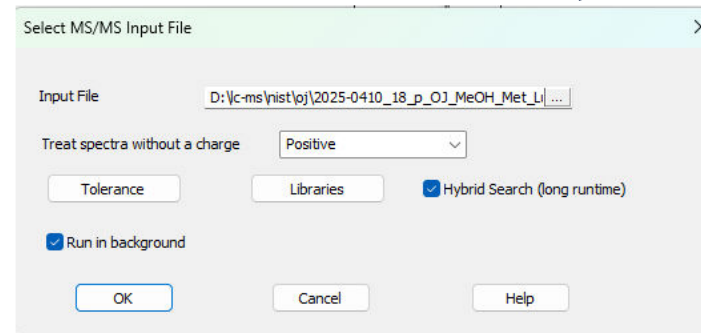 Select MS/MS Input File
Input File D:\lc-ms\nist\oj\2025-0410_18_p_OJ_MeOH_Met_Lu ...
Treat spectra without a charge Positive
Tolerance Libraries Hybrid Search (long runtime)
Run in background
OK Cancel Help